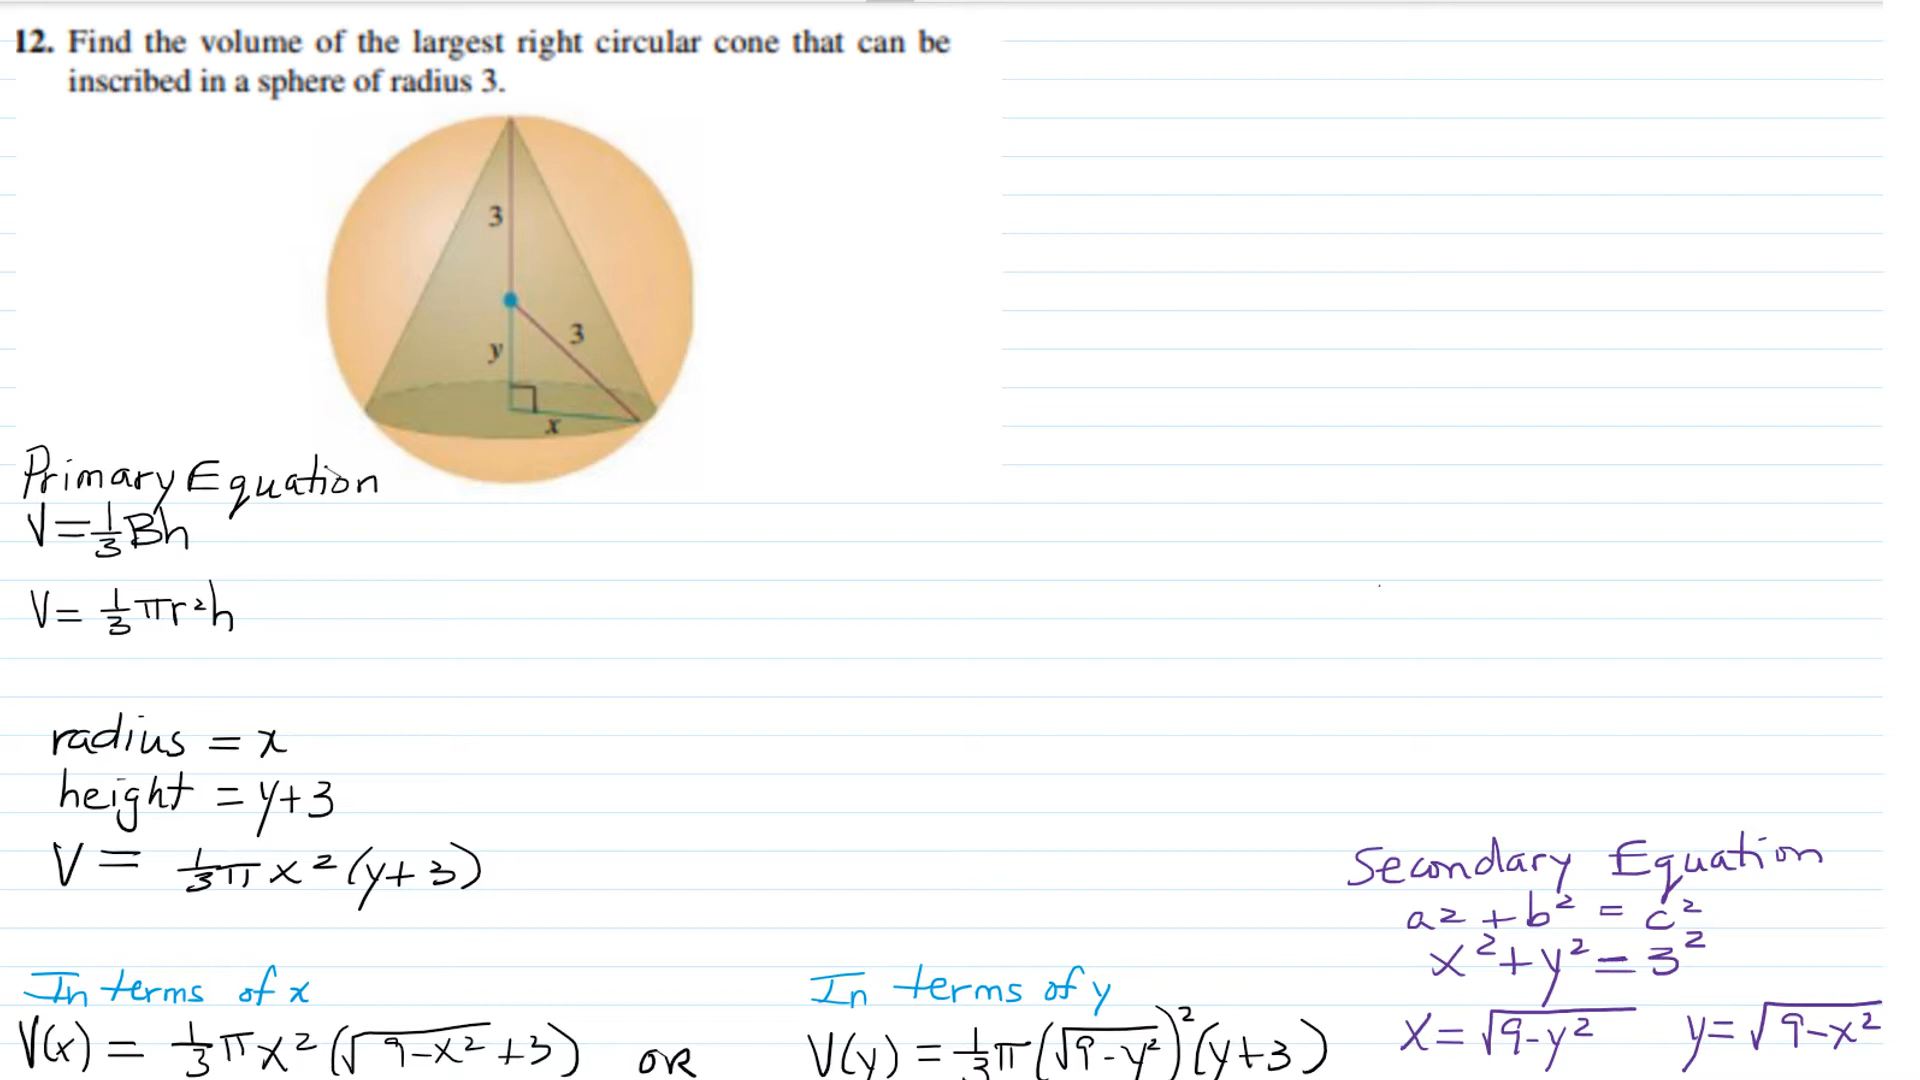 12. Find the volume of the largest right circular cone that can be
inscribed in a sphere of radius 3.
3
3
y
x
Primary Equation
V=⅓Bh
V= ⅓πr²h
radius = x
height = y+3
V= ⅓πx²(y+3)
Secondary Equation
a²+b² = c²
x²+y²=3²
x=√(9-y²) y=√(9-x²)
In terms of x
V(x) = ⅓πx²(√(9-x²)+3) or
In terms of y
V(y) = ⅓π(√(9-y²))²(y+3)